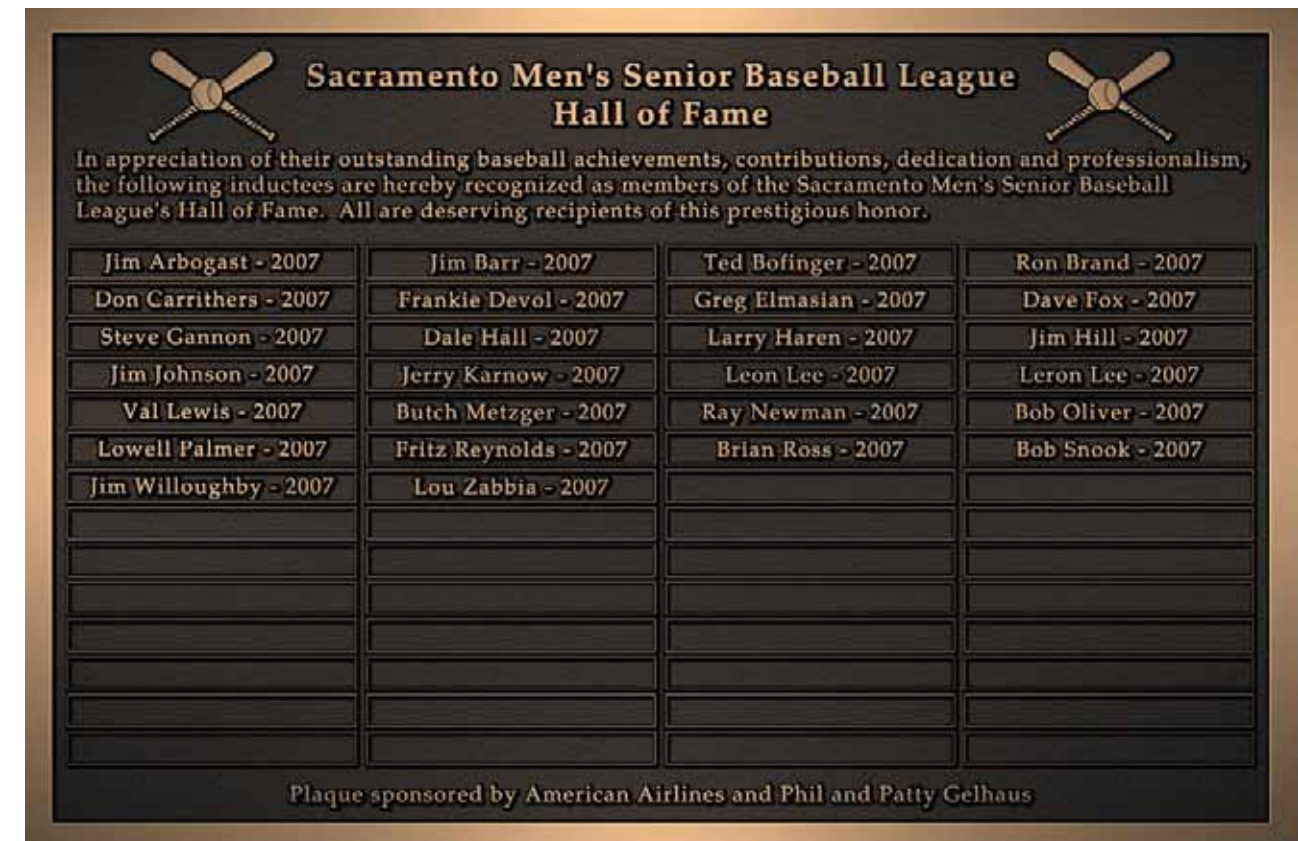 Sacramento Men's Senior Baseball League
Hall of Fame
In appreciation of their outstanding baseball achievements, contributions, dedication and professionalism,
the following inductees are hereby recognized as members of the Sacramento Men's Senior Baseball
League's Hall of Fame. All are deserving recipients of this prestigious honor.
Jim Arbogast - 2007 Jim Barr - 2007 Ted Bofinger - 2007 Ron Brand - 2007
Don Carrithers - 2007 Frankie Devol - 2007 Greg Elmasian - 2007 Dave Fox - 2007
Steve Gannon - 2007 Dale Hall - 2007 Larry Haren - 2007 Jim Hill - 2007
Jim Johnson - 2007 Jerry Karnow - 2007 Leon Lee - 2007 Leron Lee - 2007
Val Lewis - 2007 Butch Metzger - 2007 Ray Newman - 2007 Bob Oliver - 2007
Lowell Palmer - 2007 Fritz Reynolds - 2007 Brian Ross - 2007 Bob Snook - 2007
Jim Willoughby - 2007 Lou Zabbia - 2007
Plaque sponsored by American Airlines and Phil and Patty Gelhaus